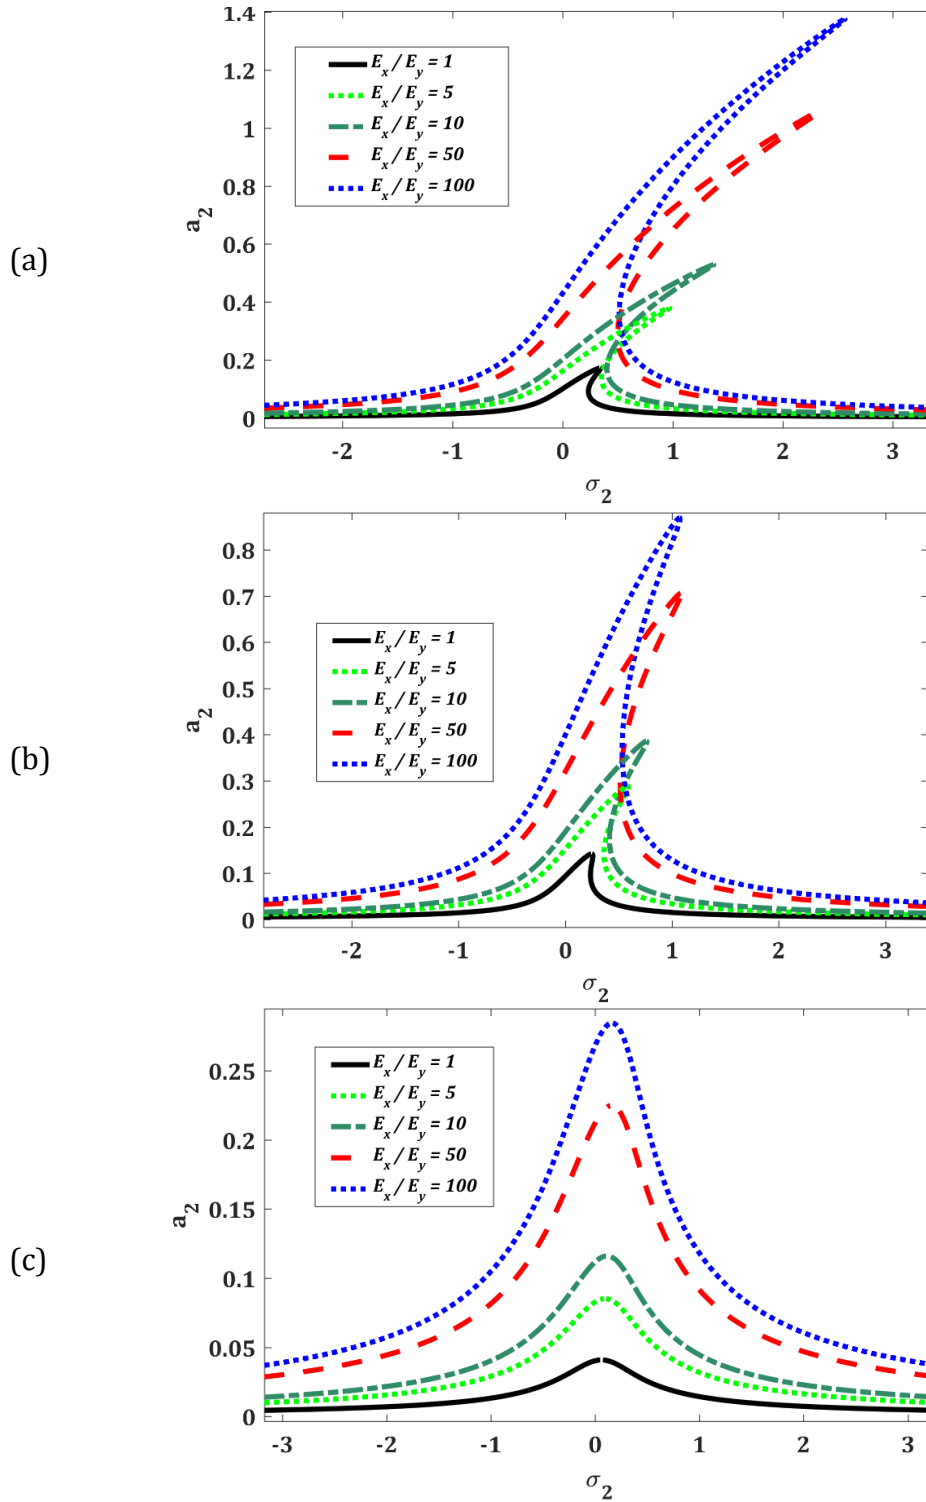 (a)
a2
1.4
1.2
1
0.8
0.6
0.4
0.2
0
Ex / Ey = 1
Ex / Ey = 5
Ex / Ey = 10
Ex / Ey = 50
Ex / Ey = 100
-2 -1 0 1 2 3
σ2
(b)
a2
0.8
0.7
0.6
0.5
0.4
0.3
0.2
0.1
0
Ex / Ey = 1
Ex / Ey = 5
Ex / Ey = 10
Ex / Ey = 50
Ex / Ey = 100
-2 -1 0 1 2 3
σ2
(c)
a2
0.25
0.2
0.15
0.1
0.05
0
Ex / Ey = 1
Ex / Ey = 5
Ex / Ey = 10
Ex / Ey = 50
Ex / Ey = 100
-3 -2 -1 0 1 2 3
σ2